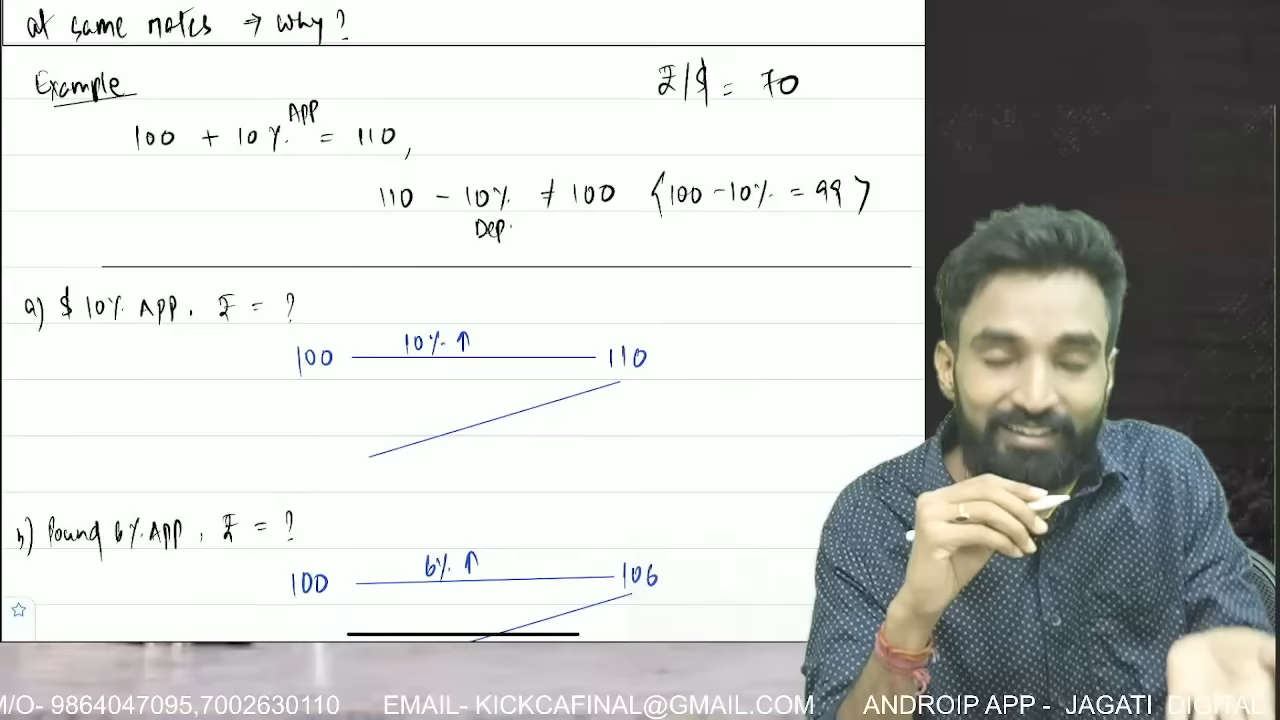 at same notes ⇒ Why?
Example
₹/$ = 70
APP
100 + 10% = 110,
110 - 10% ≠ 100 {100 - 10% = 99}
Dep.
a) $ 10% APP. ₹ = ?
10% ↑
100 110
b) Pound 6% APP, ₹ = ?
6% ↑
100 106
M/O- 9864047095,7002630110 EMAIL- KICKCAFINAL@GMAIL.COM ANDROIP APP - JAGATI DIGITAL